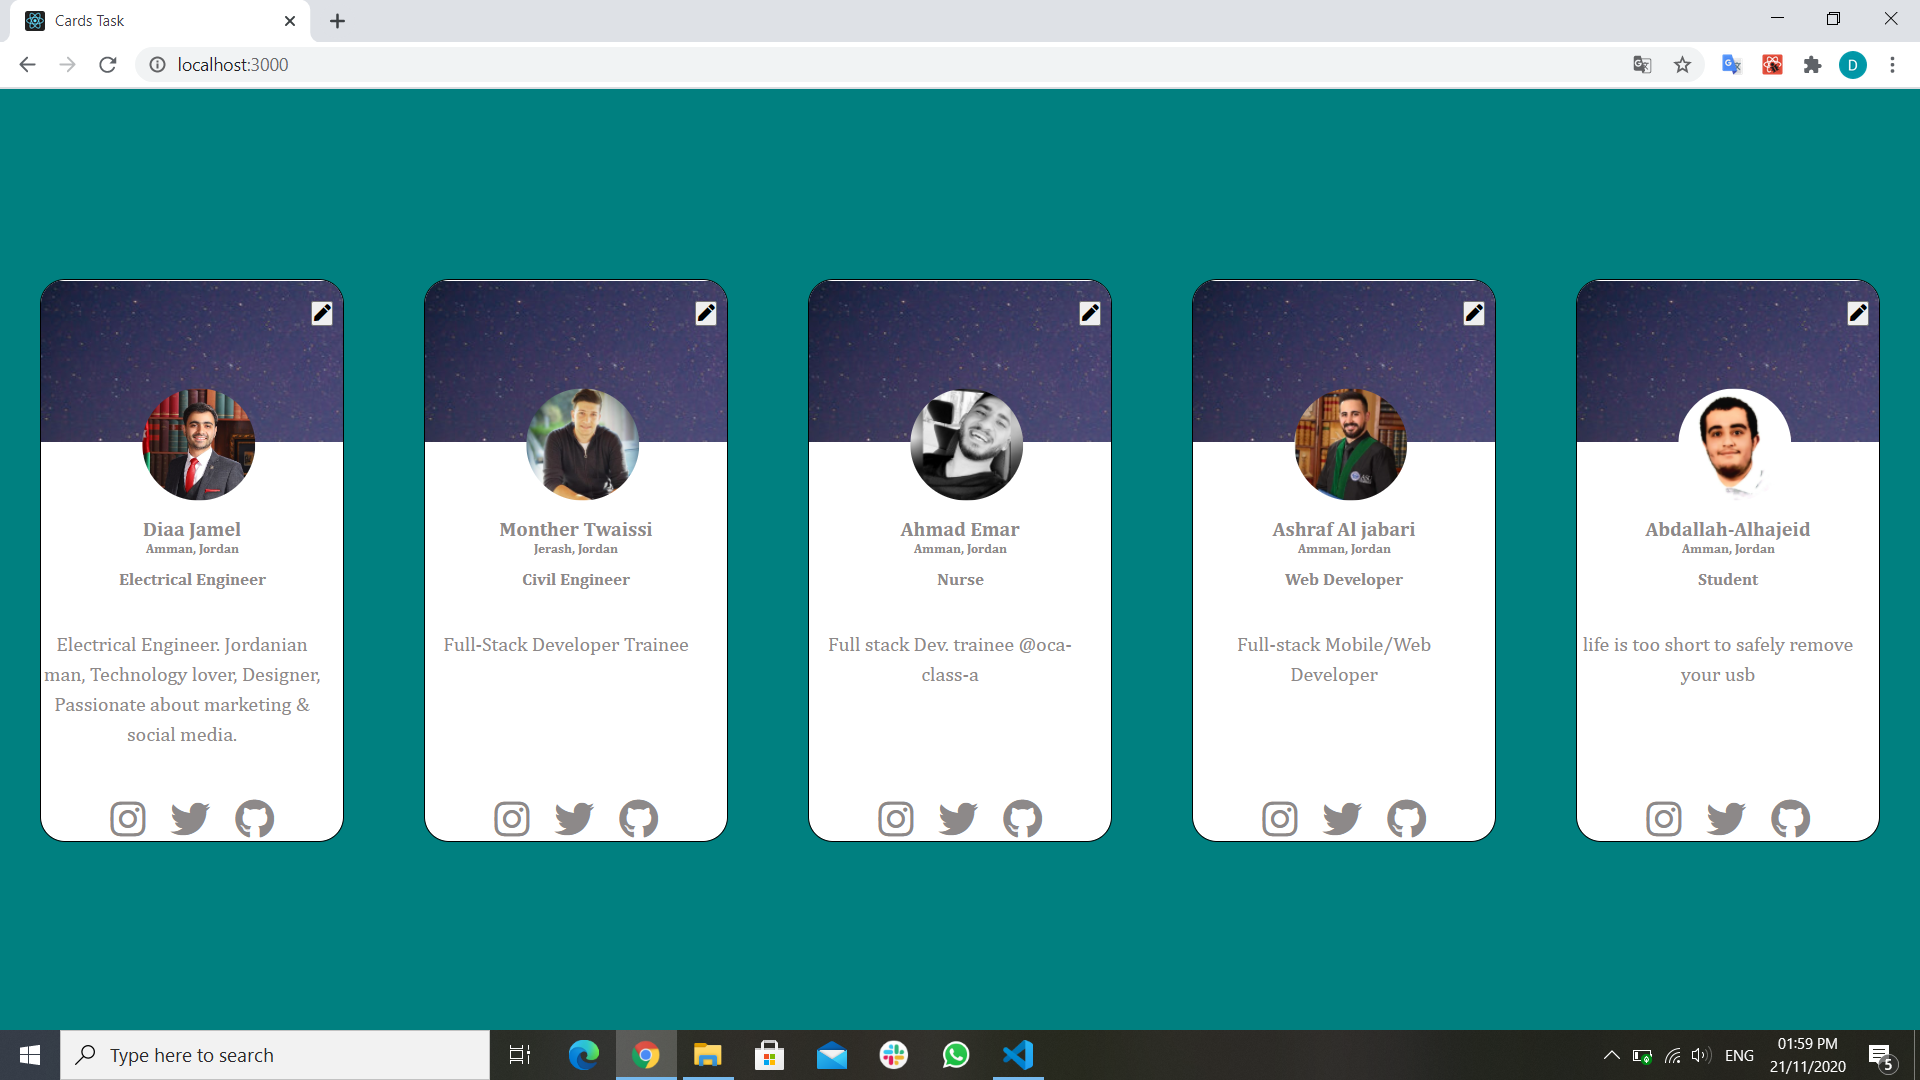 Cards Task
localhost:3000
D
Diaa Jamel
Amman, Jordan
Electrical Engineer
Electrical Engineer. Jordanian
man, Technology lover, Designer,
Passionate about marketing &
social media.
Monther Twaissi
Jerash, Jordan
Civil Engineer
Full-Stack Developer Trainee
Ahmad Emar
Amman, Jordan
Nurse
Full stack Dev. trainee @oca-
class-a
Ashraf Al jabari
Amman, Jordan
Web Developer
Full-stack Mobile/Web
Developer
Abdallah-Alhajeid
Amman, Jordan
Student
life is too short to safely remove
your usb
Type here to search
ENG
01:59 PM
21/11/2020
5